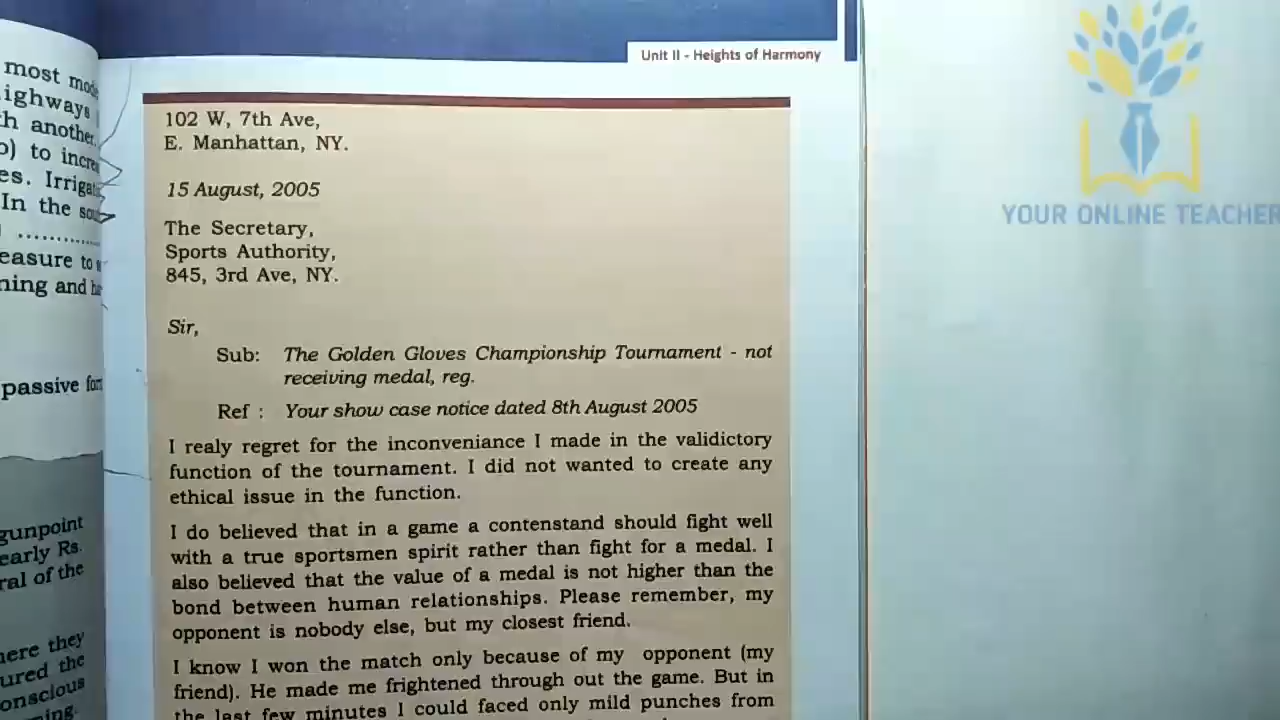 most
ighways
th another.
o) to
es.
In the
easure to
ning and
passive
gunpoint
early Rs.
ral of the
here they
ured the
onscious
Unit II - Heights of Harmony
102 W, 7th Ave,
E. Manhattan, NY.
15 August, 2005
The Secretary,
Sports Authority,
845, 3rd Ave, NY.
Sir,
Sub: The Golden Gloves Championship Tournament - not
receiving medal, reg.
Ref : Your show case notice dated 8th August 2005
I realy regret for the inconveniance I made in the validictory
function of the tournament. I did not wanted to create any
ethical issue in the function.
I do believed that in a game a contenstand should fight well
with a true sportsmen spirit rather than fight for a medal. I
also believed that the value of a medal is not higher than the
bond between human relationships. Please remember, my
opponent is nobody else, but my closest friend.
I know I won the match only because of my opponent (my
friend). He made me frightened through out the game. But in
the last few minutes I could faced only mild punches from
YOUR ONLINE TEACHER